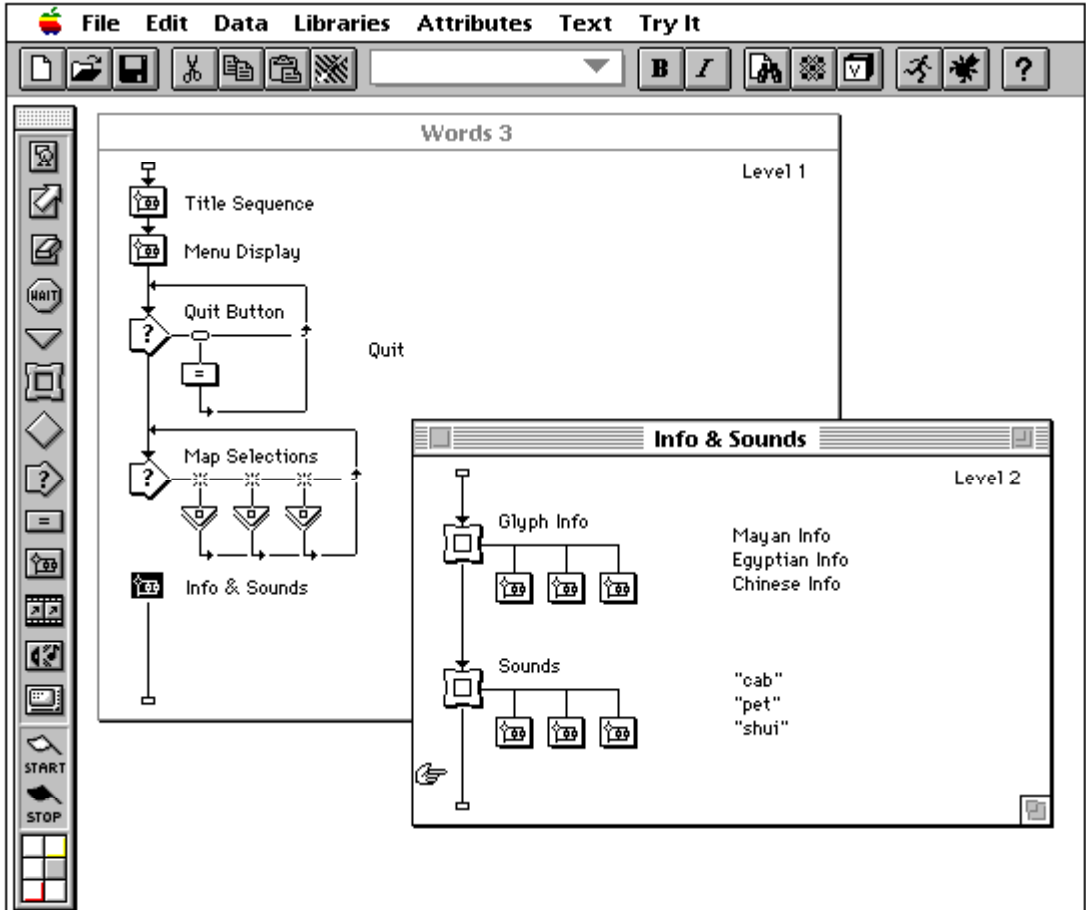 File Edit Data Libraries Attributes Text Try It
B I V ?
Words 3
Level 1
Title Sequence
Menu Display
Quit Button
?
Quit
=
Map Selections
?
Info & Sounds
Info & Sounds
Level 2
Glyph Info
Mayan Info
Egyptian Info
Chinese Info
Sounds
"cab"
"pet"
"shui"
WAIT
?
=
START
STOP